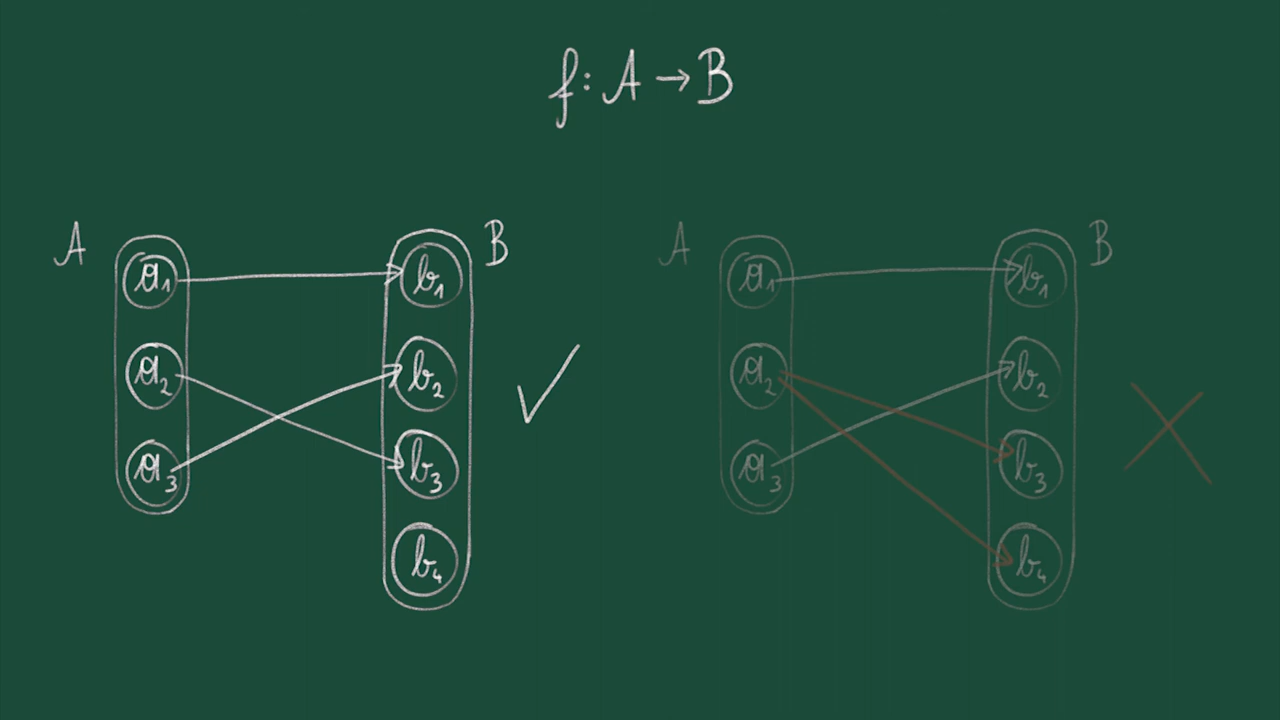 f: A → B
A B
a₁ b₁
a₂ b₂
a₃ b₃
b₄
A B
a₁ b₁
a₂ b₂
a₃ b₃
b₄